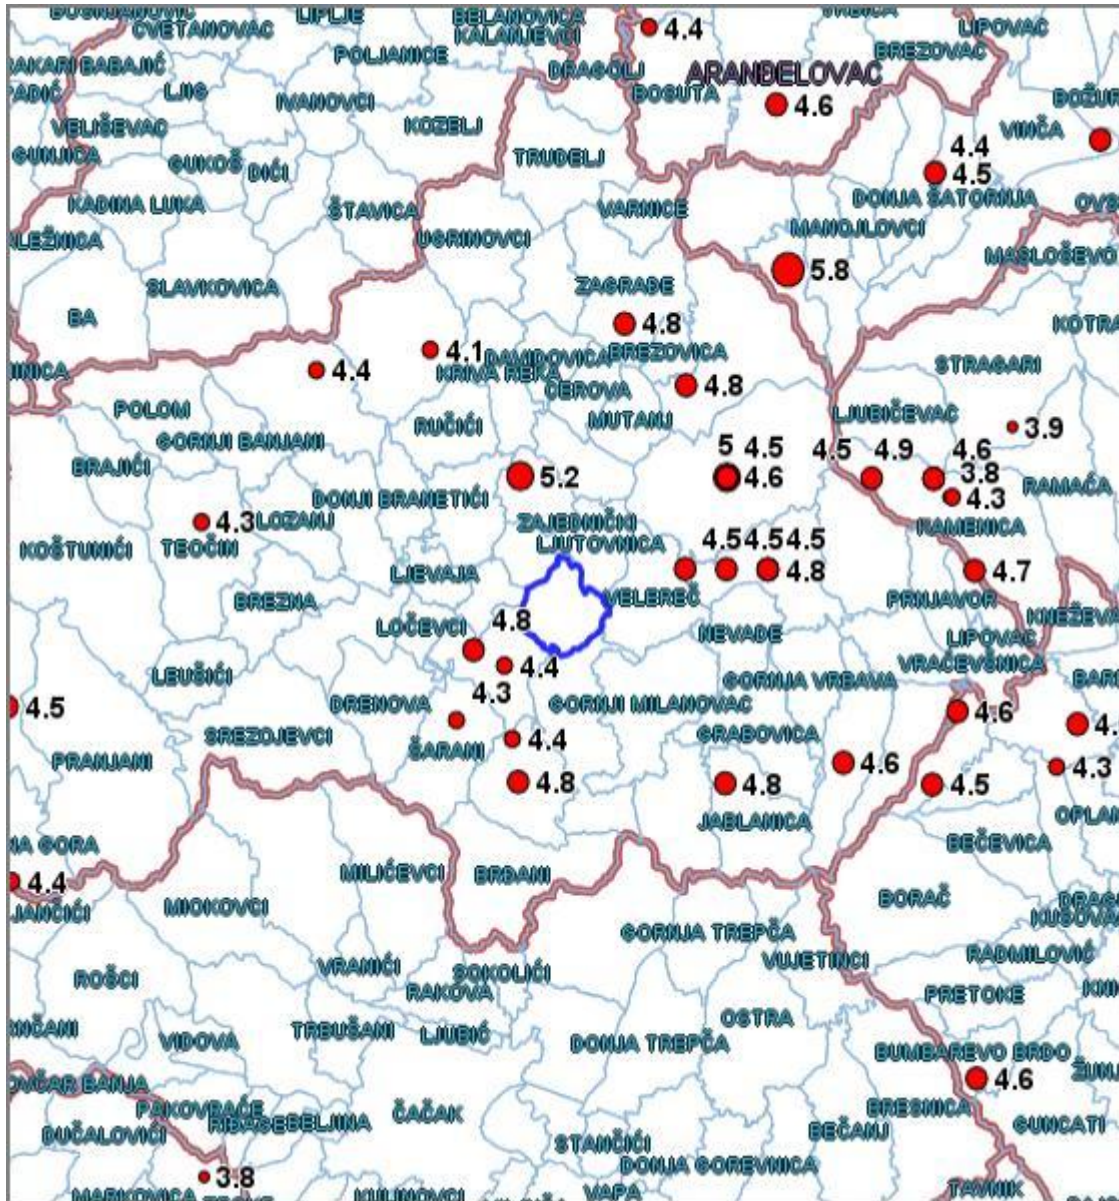 CVETANOVAC
LIPLJE
BELANOVICA
KALANJEVCI
4.4
LIPOVAC
BREZOVAC
POLJANICE
DRAGOLJ
ARANĐELOVAC
BOSUTA
4.6
LJIG
IVANOVCI
KOZELJ
VELIŠEVAC
GUKOŠ
DIĆI
TRUDELJ
VINČA
4.4
4.5
DONJA ŠATORNJA
KADINA LUKA
ŠTAVICA
VARNICE
MANOJLOVCI
UGRINOVCI
MASLOŠEVO
5.8
SLAVKOVICA
ZAGRAĐE
BA
4.8
4.1
DAVIDOVICA
BREZOVICA
STRAGARI
4.4
KRIVA REKA
CEROVA
4.8
POLOM
RUČIĆI
MUTANJ
LJUBIČEVAC
3.9
GORNJI BANJANI
BRAJIĆI
5 4.5
4.5 4.9 4.6
5.2
4.6
3.8
RAMAĆA
DONJI BRANETIĆI
4.3
4.3
LOZANJ
ZAJEDNIČKI
KAMENICA
KOŠTUNIĆI
TEOČIN
LJUTOVNICA
4.5 4.5 4.5
LJEVAJA
4.8
4.7
BREZNA
VELEREČ
PRNJAVOR
LOČEVCI
4.8
NEVADE
LIPOVAC
VRAĆEVŠNICA
4.4
LEUŠIĆI
GORNJA VRBAVA
4.3
DRENOVA
GORNJI MILANOVAC
4.5
4.6
SREZOJEVCI
4.4
GRABOVICA
ŠARANI
PRANJANI
4.6
4.3
4.8
4.8
4.5
JABLANICA
BEČEVICA
MILIĆEVCI
BRĐANI
4.4
MIOKOVCI
BORAČ
GORNJA TREPČA
VRANIĆI
SOKOLIĆI
VUJETINCI
RADMILOVIĆ
ROŠCI
RAKOVA
PRETOKE
OSTRA
VIDOVA
TRBUŠANI
LJUBIĆ
DONJA TREPČA
BUMBAREVO BRDO
4.6
PAKOVRAĆE
BRESNICA
ČAČAK
BELJINA
GUNCATI
DUČALOVIĆI
STANČIĆI
BEČANJ
DONJA GOREVNICA
3.8
VAPA
TAVNIK